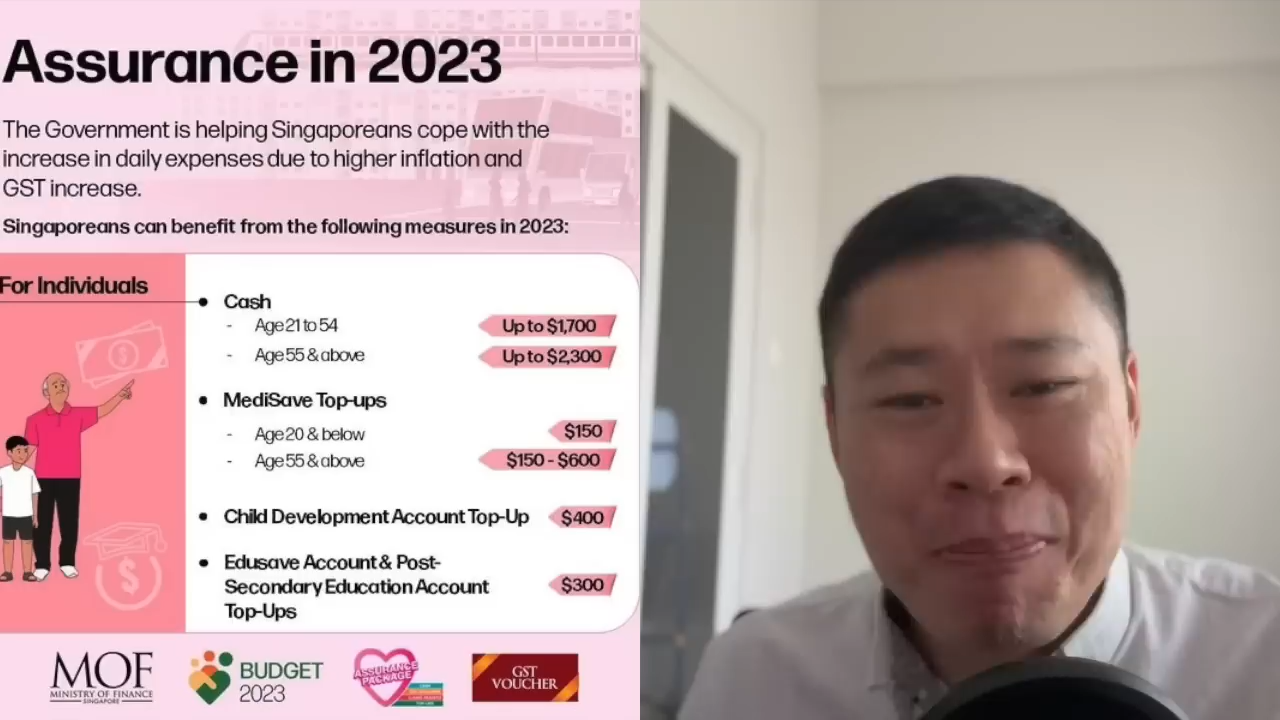 Assurance in 2023
The Government is helping Singaporeans cope with the
increase in daily expenses due to higher inflation and
GST increase.
Singaporeans can benefit from the following measures in 2023:
For Individuals
• Cash
- Age 21 to 54 Up to $1,700
- Age 55 & above Up to $2,300
• MediSave Top-ups
- Age 20 & below $150
- Age 55 & above $150 - $600
• Child Development Account Top-Up $400
• Edusave Account & Post-
Secondary Education Account $300
Top-Ups
MOF
MINISTRY OF FINANCE
SINGAPORE
BUDGET
2023
ASSURANCE
PACKAGE
GST
VOUCHER